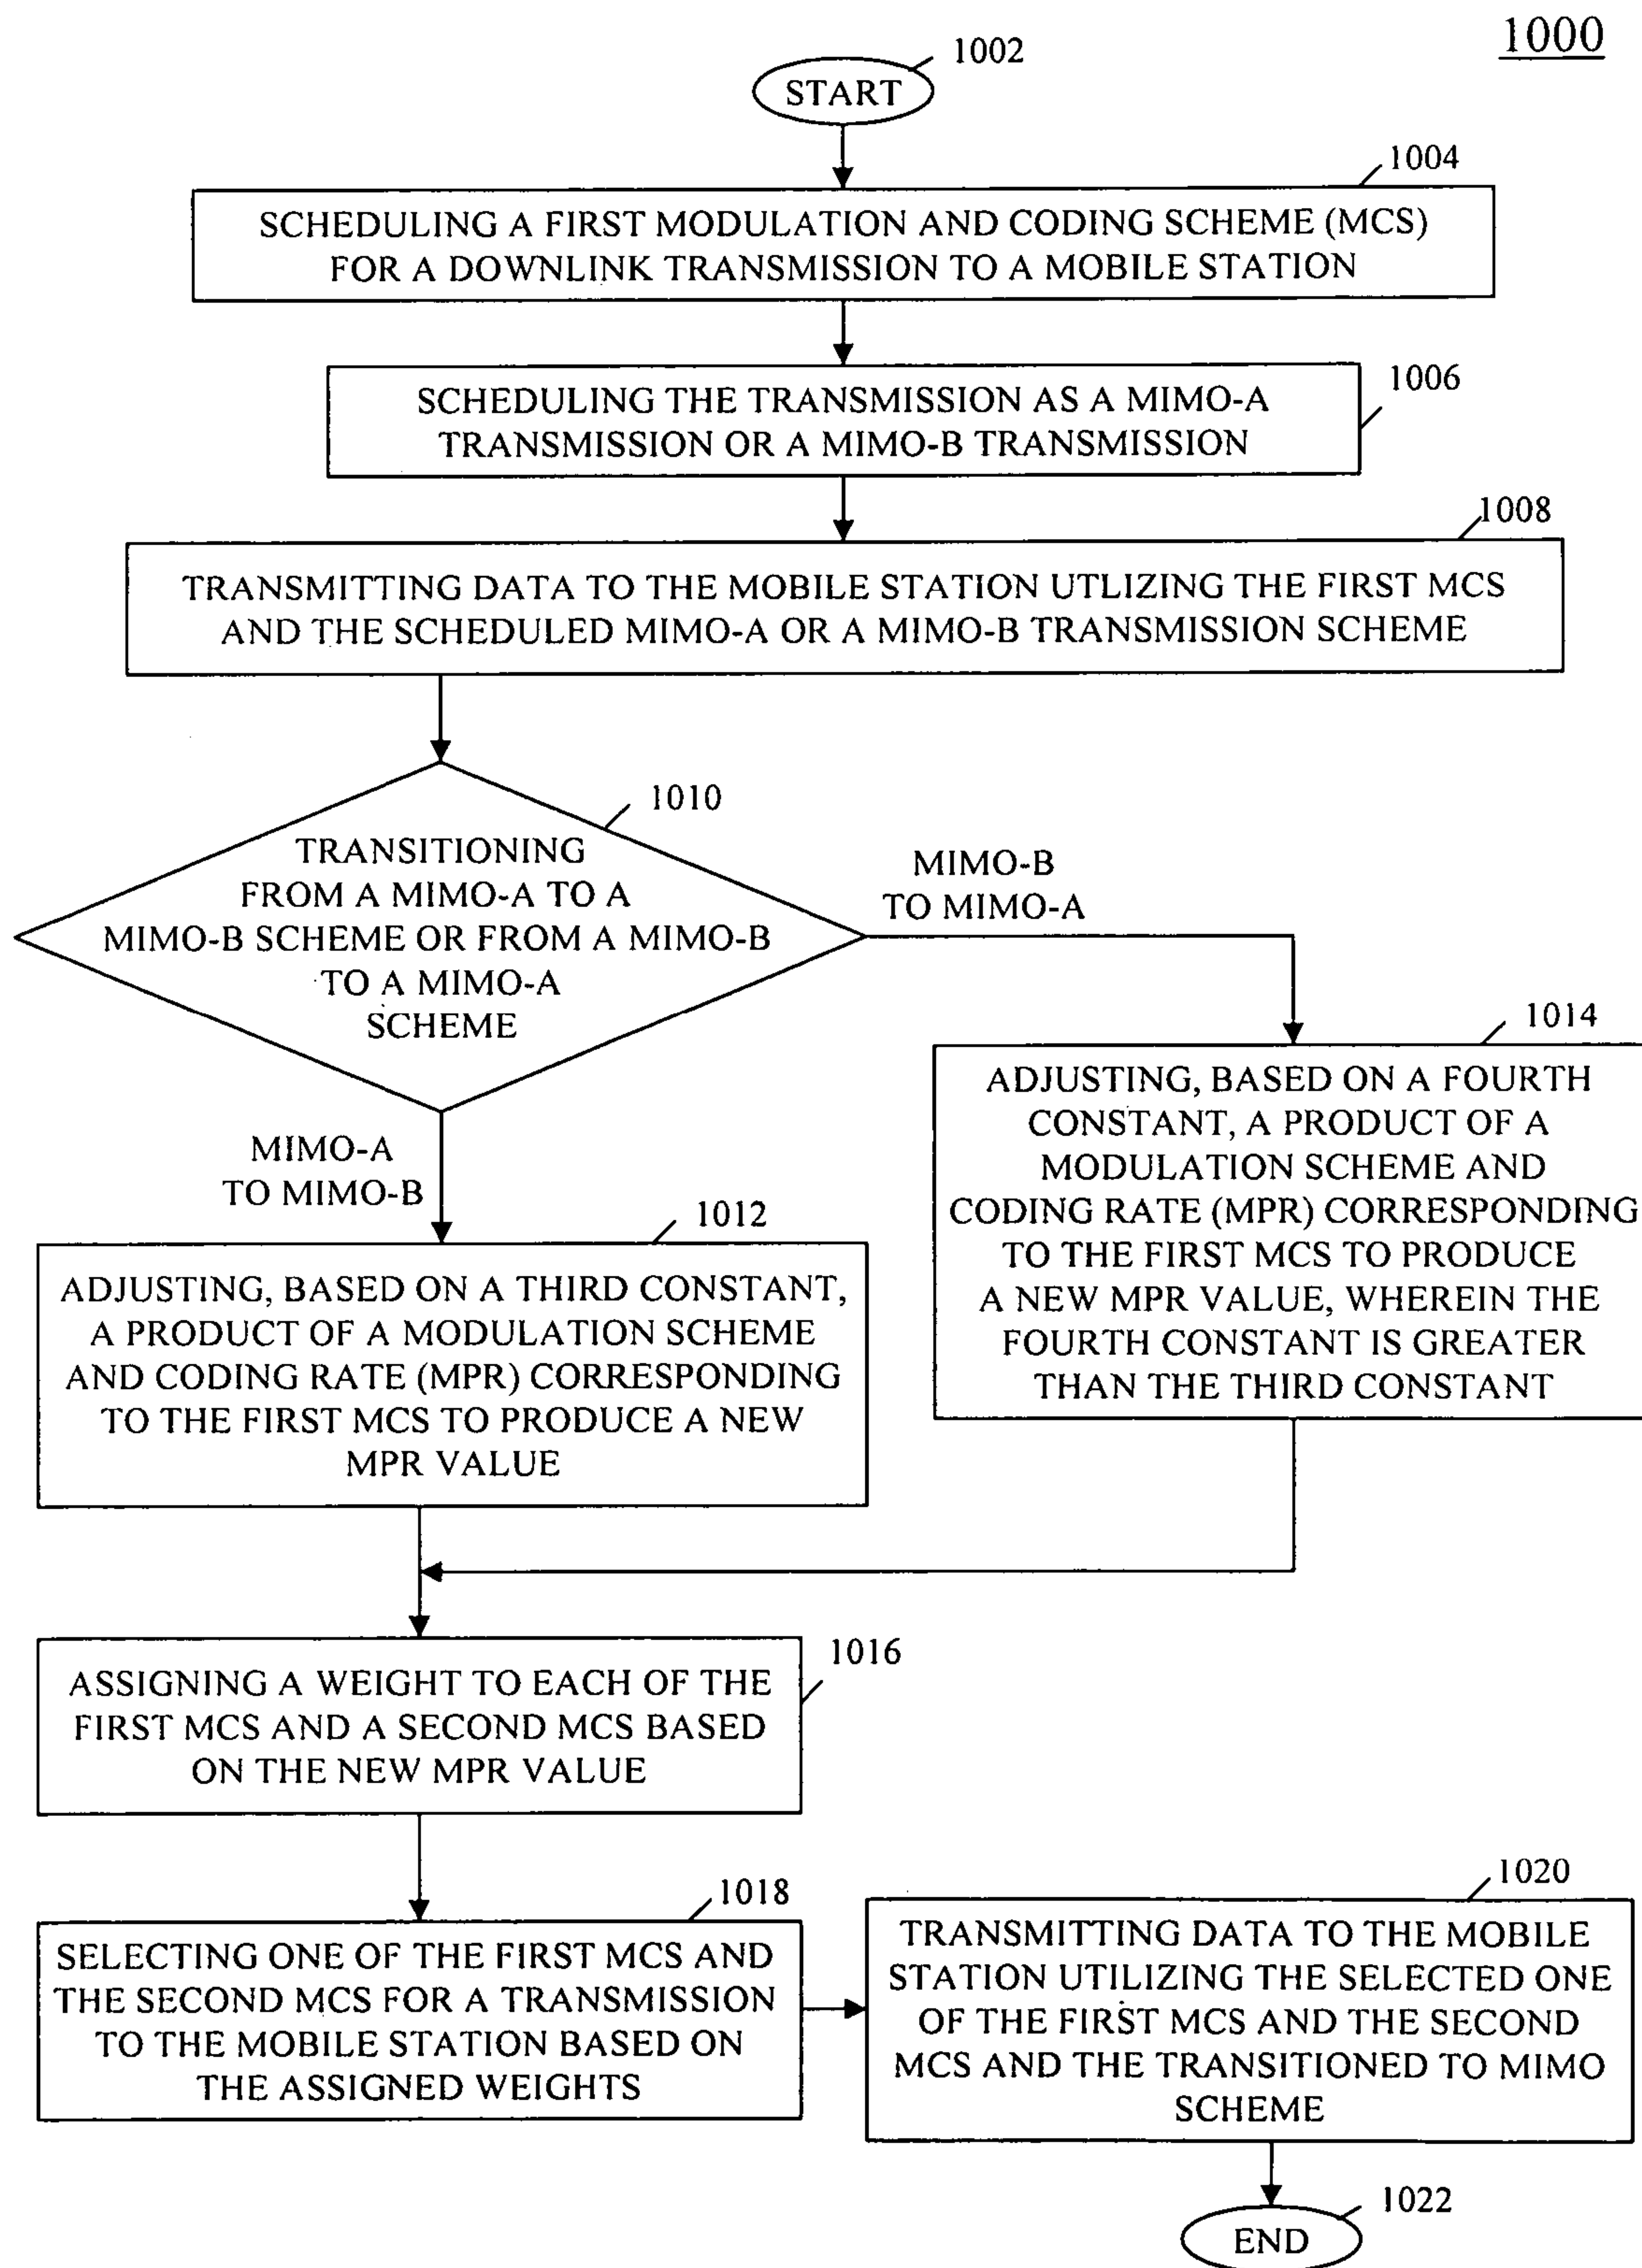 1000
1002
START
1004
SCHEDULING A FIRST MODULATION AND CODING SCHEME (MCS)
FOR A DOWNLINK TRANSMISSION TO A MOBILE STATION
1006
SCHEDULING THE TRANSMISSION AS A MIMO-A
TRANSMISSION OR A MIMO-B TRANSMISSION
1008
TRANSMITTING DATA TO THE MOBILE STATION UTLIZING THE FIRST MCS
AND THE SCHEDULED MIMO-A OR A MIMO-B TRANSMISSION SCHEME
1010
TRANSITIONING
FROM A MIMO-A TO A
MIMO-B SCHEME OR FROM A MIMO-B
TO A MIMO-A
SCHEME
MIMO-B
TO MIMO-A
MIMO-A
TO MIMO-B
1014
ADJUSTING, BASED ON A FOURTH
CONSTANT, A PRODUCT OF A
MODULATION SCHEME AND
CODING RATE (MPR) CORRESPONDING
TO THE FIRST MCS TO PRODUCE
A NEW MPR VALUE, WHEREIN THE
FOURTH CONSTANT IS GREATER
THAN THE THIRD CONSTANT
1012
ADJUSTING, BASED ON A THIRD CONSTANT,
A PRODUCT OF A MODULATION SCHEME
AND CODING RATE (MPR) CORRESPONDING
TO THE FIRST MCS TO PRODUCE A NEW
MPR VALUE
1016
ASSIGNING A WEIGHT TO EACH OF THE
FIRST MCS AND A SECOND MCS BASED
ON THE NEW MPR VALUE
1018
SELECTING ONE OF THE FIRST MCS AND
THE SECOND MCS FOR A TRANSMISSION
TO THE MOBILE STATION BASED ON
THE ASSIGNED WEIGHTS
1020
TRANSMITTING DATA TO THE MOBILE
STATION UTILIZING THE SELECTED ONE
OF THE FIRST MCS AND THE SECOND
MCS AND THE TRANSITIONED TO MIMO
SCHEME
1022
END